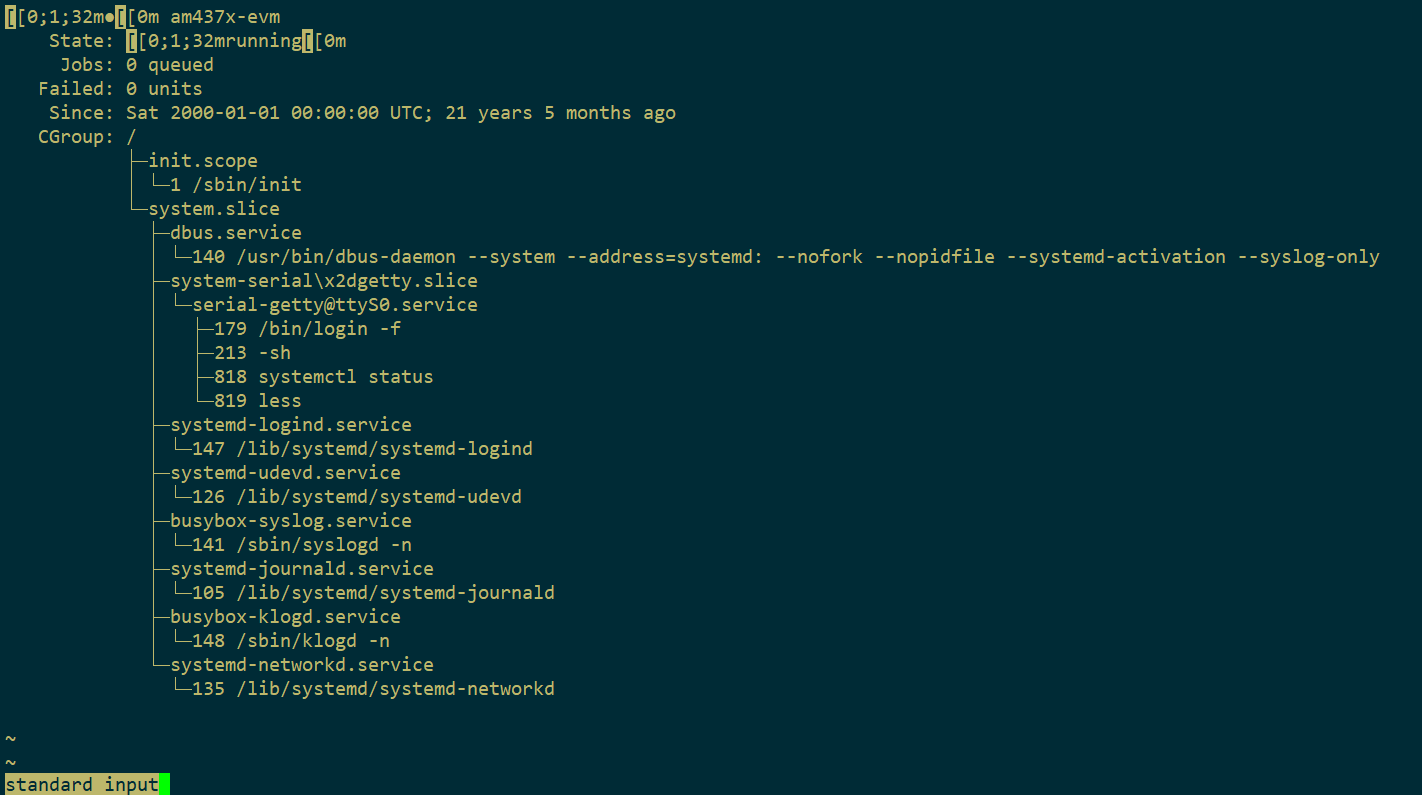 [[0;1;32m●[[0m am437x-evm
    State: [[0;1;32mrunning[[0m
     Jobs: 0 queued
   Failed: 0 units
    Since: Sat 2000-01-01 00:00:00 UTC; 21 years 5 months ago
   CGroup: /
           ├─init.scope
           │ └─1 /sbin/init
           └─system.slice
             ├─dbus.service
             │ └─140 /usr/bin/dbus-daemon --system --address=systemd: --nofork --nopidfile --systemd-activation --syslog-only
             ├─system-serial\x2dgetty.slice
             │ └─serial-getty@ttyS0.service
             │   ├─179 /bin/login -f
             │   ├─213 -sh
             │   ├─818 systemctl status
             │   └─819 less
             ├─systemd-logind.service
             │ └─147 /lib/systemd/systemd-logind
             ├─systemd-udevd.service
             │ └─126 /lib/systemd/systemd-udevd
             ├─busybox-syslog.service
             │ └─141 /sbin/syslogd -n
             ├─systemd-journald.service
             │ └─105 /lib/systemd/systemd-journald
             ├─busybox-klogd.service
             │ └─148 /sbin/klogd -n
             └─systemd-networkd.service
               └─135 /lib/systemd/systemd-networkd
~
~
standard input